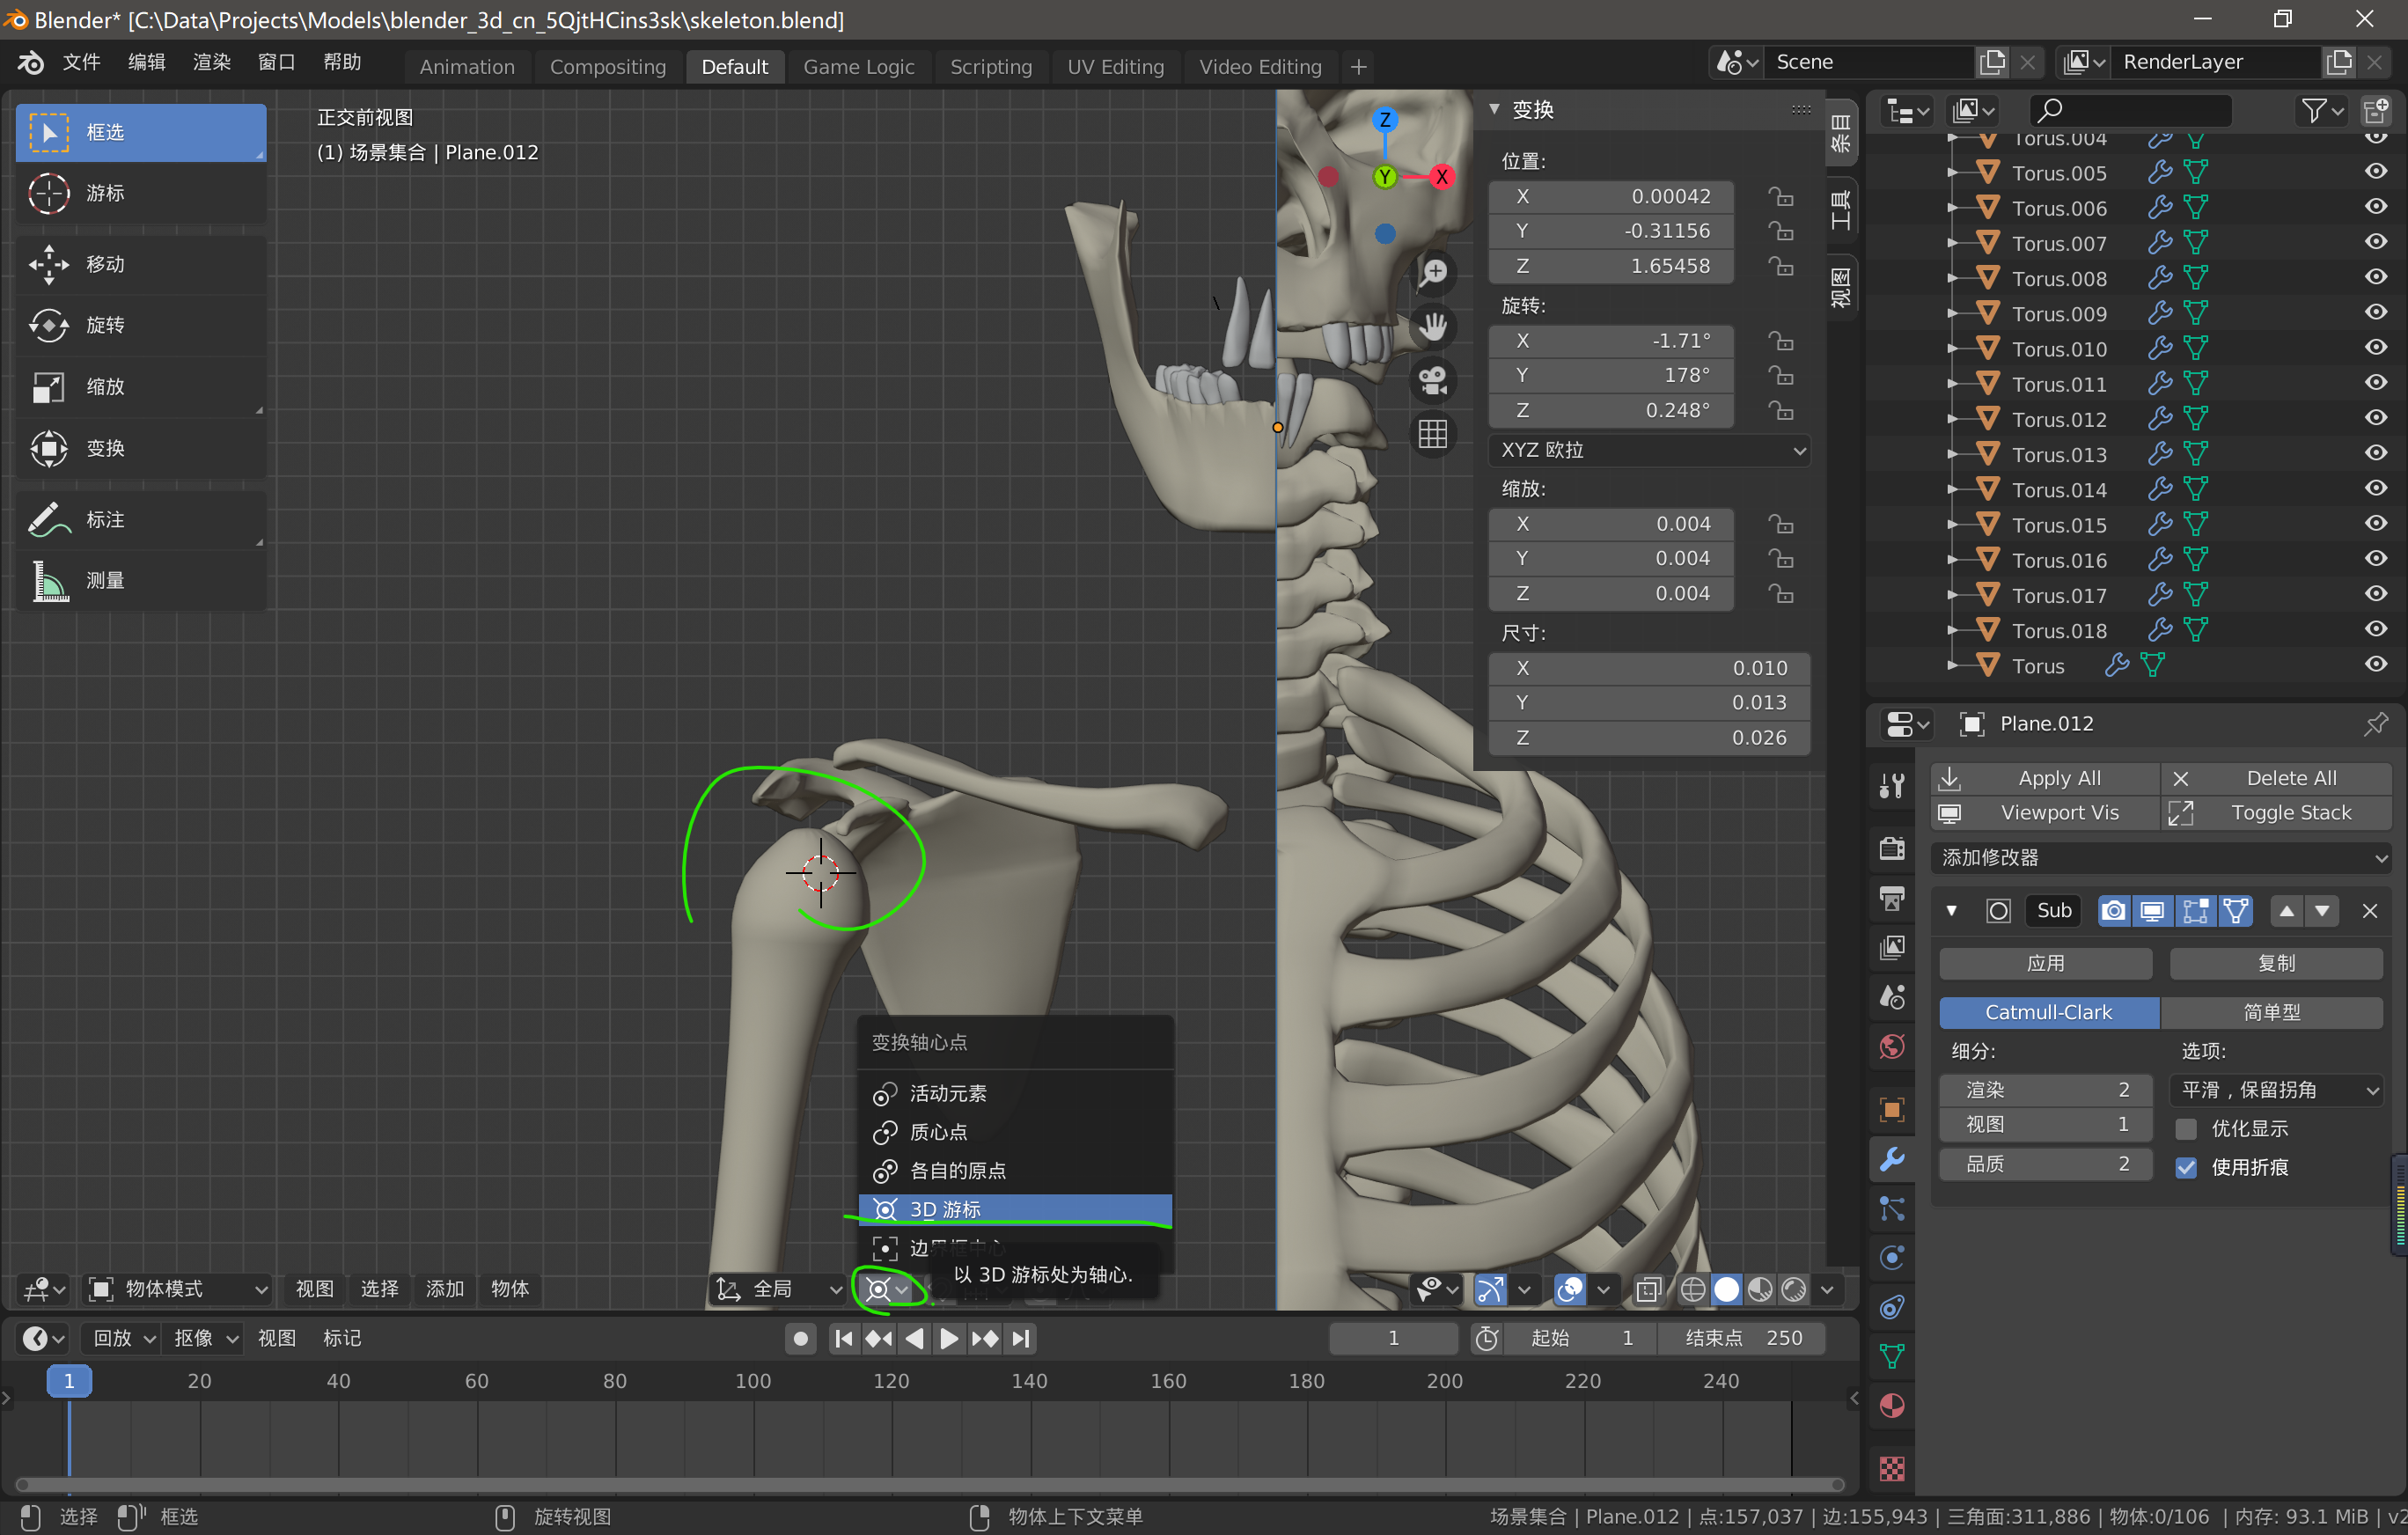 Blender* [C:\Data\Projects\Models\blender_3d_cn_5QjtHCins3sk\skeleton.blend]
文件 编辑 渲染 窗口 帮助 Animation Compositing Default Game Logic Scripting UV Editing Video Editing + Scene RenderLayer
框选
游标
移动
旋转
缩放
变换
标注
测量
正交前视图
(1) 场景集合 | Plane.012
Z
Y
X
变换
位置:
X 0.00042
Y -0.31156
Z 1.65458
旋转:
X -1.71°
Y 178°
Z 0.248°
XYZ 欧拉
缩放:
X 0.004
Y 0.004
Z 0.004
尺寸:
X 0.010
Y 0.013
Z 0.026
条目
工具
视图
Torus.004
Torus.005
Torus.006
Torus.007
Torus.008
Torus.009
Torus.010
Torus.011
Torus.012
Torus.013
Torus.014
Torus.015
Torus.016
Torus.017
Torus.018
Torus
Plane.012
Apply All Delete All
Viewport Vis Toggle Stack
添加修改器
Sub
应用 复制
Catmull-Clark 简单型
细分: 选项:
渲染 2 平滑，保留拐角
视图 1 优化显示
品质 2 使用折痕
变换轴心点
活动元素
质心点
各自的原点
3D 游标
边界框中心
以 3D 游标处为轴心.
物体模式 视图 选择 添加 物体 全局
回放 抠像 视图 标记 1 起始 1 结束点 250
1 20 40 60 80 100 120 140 160 180 200 220 240
选择 框选 旋转视图 物体上下文菜单 场景集合 | Plane.012 | 点:157,037 | 边:155,943 | 三角面:311,886 | 物体:0/106 | 内存: 93.1 MiB | v2